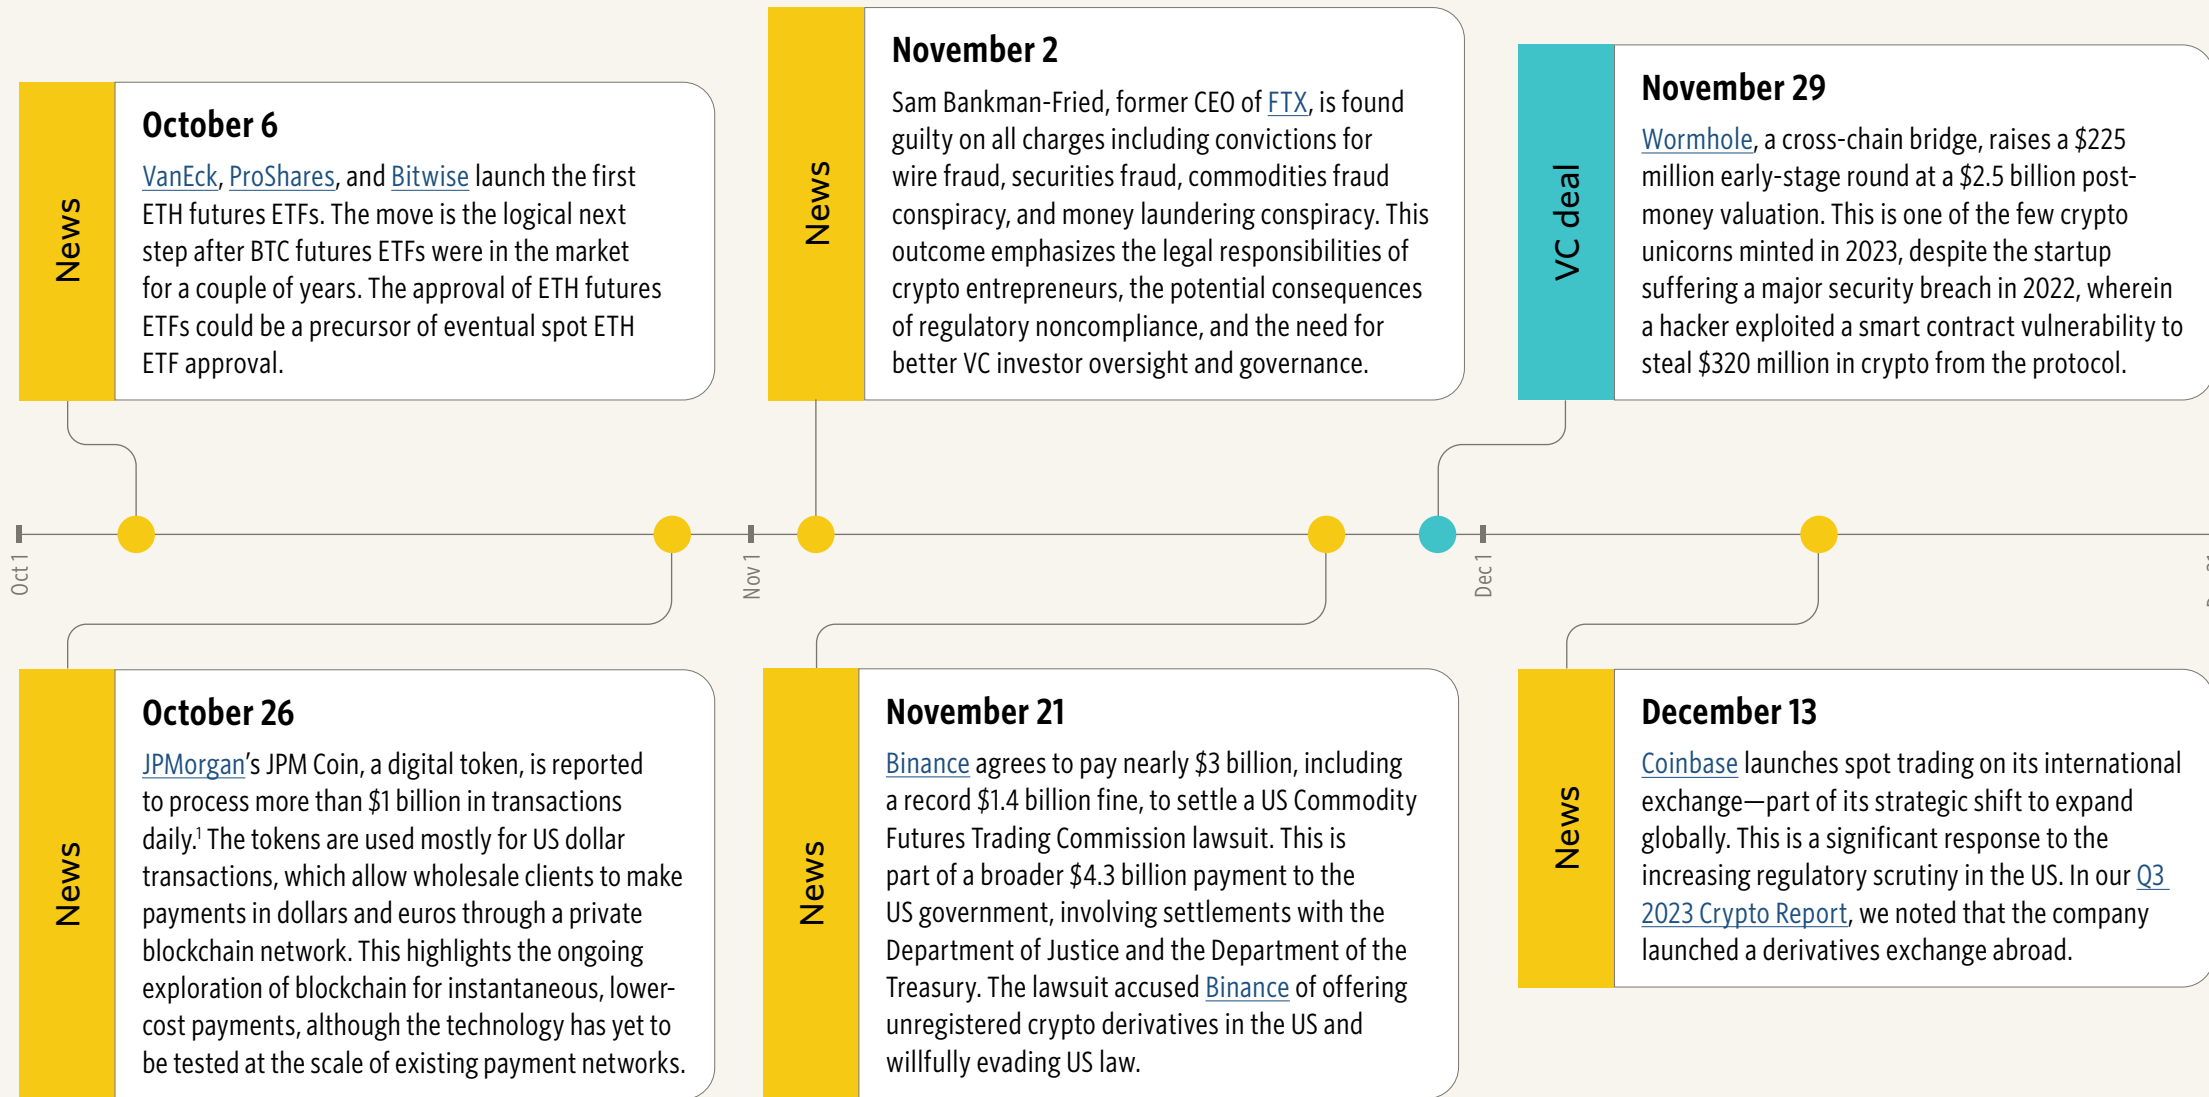 News
October 6
VanEck, ProShares, and Bitwise launch the first
ETH futures ETFs. The move is the logical next
step after BTC futures ETFs were in the market
for a couple of years. The approval of ETH futures
ETFs could be a precursor of eventual spot ETH
ETF approval.
News
November 2
Sam Bankman-Fried, former CEO of FTX, is found
guilty on all charges including convictions for
wire fraud, securities fraud, commodities fraud
conspiracy, and money laundering conspiracy. This
outcome emphasizes the legal responsibilities of
crypto entrepreneurs, the potential consequences
of regulatory noncompliance, and the need for
better VC investor oversight and governance.
VC deal
November 29
Wormhole, a cross-chain bridge, raises a $225
million early-stage round at a $2.5 billion post-
money valuation. This is one of the few crypto
unicorns minted in 2023, despite the startup
suffering a major security breach in 2022, wherein
a hacker exploited a smart contract vulnerability to
steal $320 million in crypto from the protocol.
Oct 1
Nov 1
Dec 1
News
October 26
JPMorgan's JPM Coin, a digital token, is reported
to process more than $1 billion in transactions
daily.1 The tokens are used mostly for US dollar
transactions, which allow wholesale clients to make
payments in dollars and euros through a private
blockchain network. This highlights the ongoing
exploration of blockchain for instantaneous, lower-
cost payments, although the technology has yet to
be tested at the scale of existing payment networks.
News
November 21
Binance agrees to pay nearly $3 billion, including
a record $1.4 billion fine, to settle a US Commodity
Futures Trading Commission lawsuit. This is
part of a broader $4.3 billion payment to the
US government, involving settlements with the
Department of Justice and the Department of the
Treasury. The lawsuit accused Binance of offering
unregistered crypto derivatives in the US and
willfully evading US law.
News
December 13
Coinbase launches spot trading on its international
exchange—part of its strategic shift to expand
globally. This is a significant response to the
increasing regulatory scrutiny in the US. In our Q3
2023 Crypto Report, we noted that the company
launched a derivatives exchange abroad.